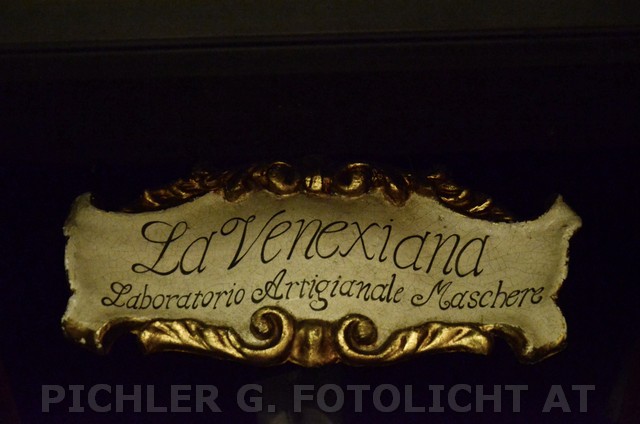 La Venexiana
Laboratorio Artigianale Maschere
PICHLER G. FOTOLICHT AT